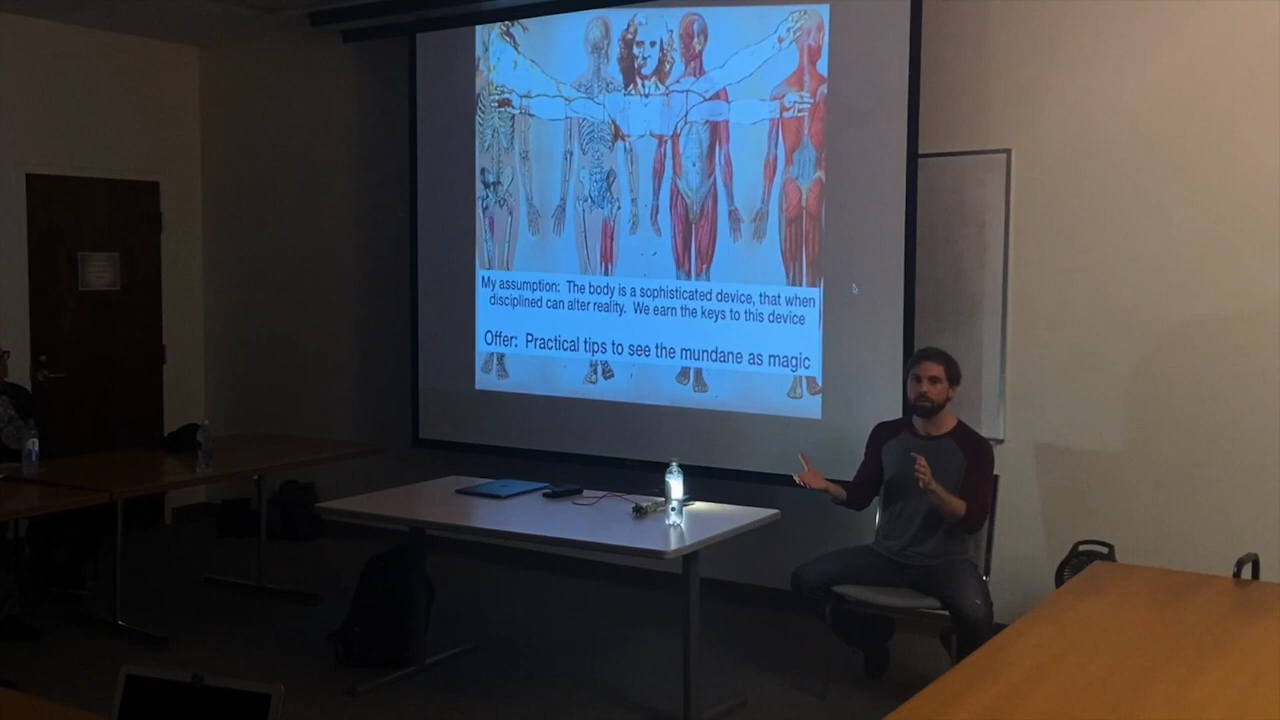 My assumption: The body is a sophisticated device, that when
disciplined can alter reality. We earn the keys to this device
Offer: Practical tips to see the mundane as magic